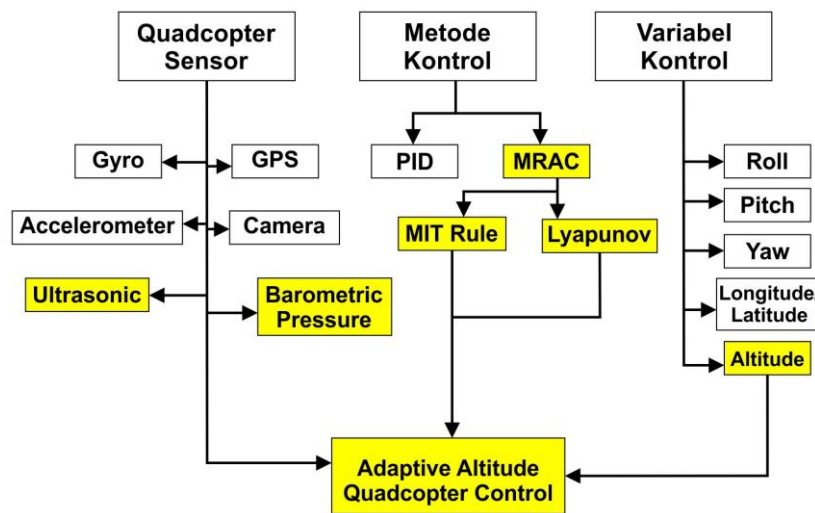 Quadcopter
Sensor
Metode
Kontrol
Variabel
Kontrol
Gyro
GPS
PID
MRAC
Roll
Accelerometer
Camera
MIT Rule
Lyapunov
Pitch
Yaw
Ultrasonic
Barometric
Pressure
Longitude/
Latitude
Altitude
Adaptive Altitude
Quadcopter Control